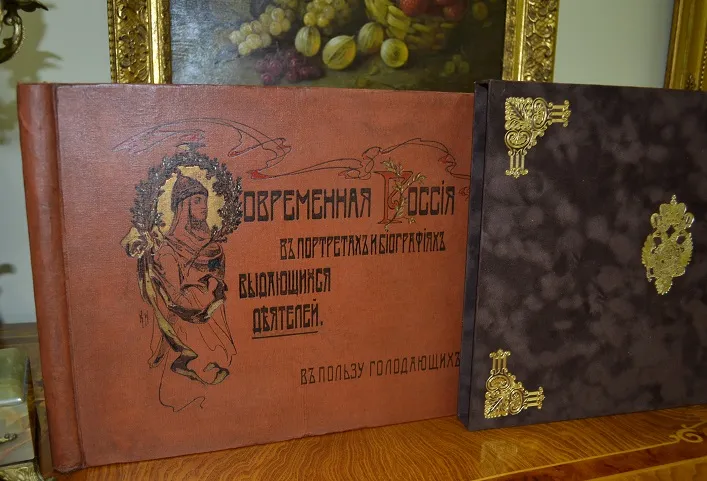 Современная Россія
въ портретахъ и біографіяхъ
выдающихся
дѣятелей.
въ пользу голодающихъ